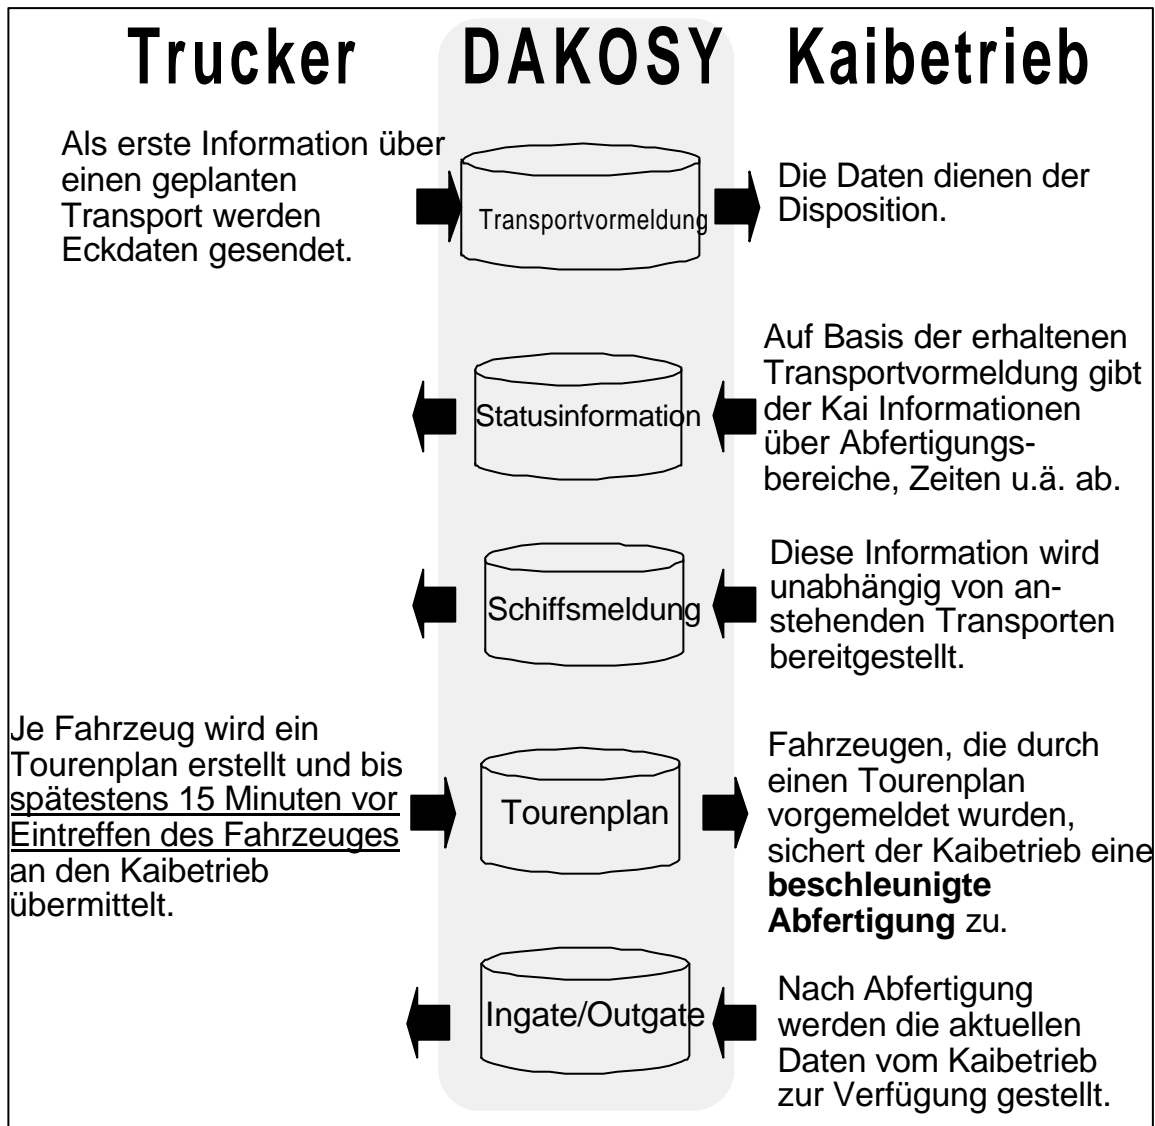 Trucker DAKOSY Kaibetrieb
Als erste Information über
einen geplanten
Transport werden
Eckdaten gesendet.
Transportvormeldung
Die Daten dienen der
Disposition.
Statusinformation
Auf Basis der erhaltenen
Transportvormeldung gibt
der Kai Informationen
über Abfertigungs-
bereiche, Zeiten u.ä. ab.
Schiffsmeldung
Diese Information wird
unabhängig von an-
stehenden Transporten
bereitgestellt.
Je Fahrzeug wird ein
Tourenplan erstellt und bis
spätestens 15 Minuten vor
Eintreffen des Fahrzeuges
an den Kaibetrieb
übermittelt.
Tourenplan
Fahrzeugen, die durch
einen Tourenplan
vorgemeldet wurden,
sichert der Kaibetrieb eine
beschleunigte
Abfertigung zu.
Ingate/Outgate
Nach Abfertigung
werden die aktuellen
Daten vom Kaibetrieb
zur Verfügung gestellt.